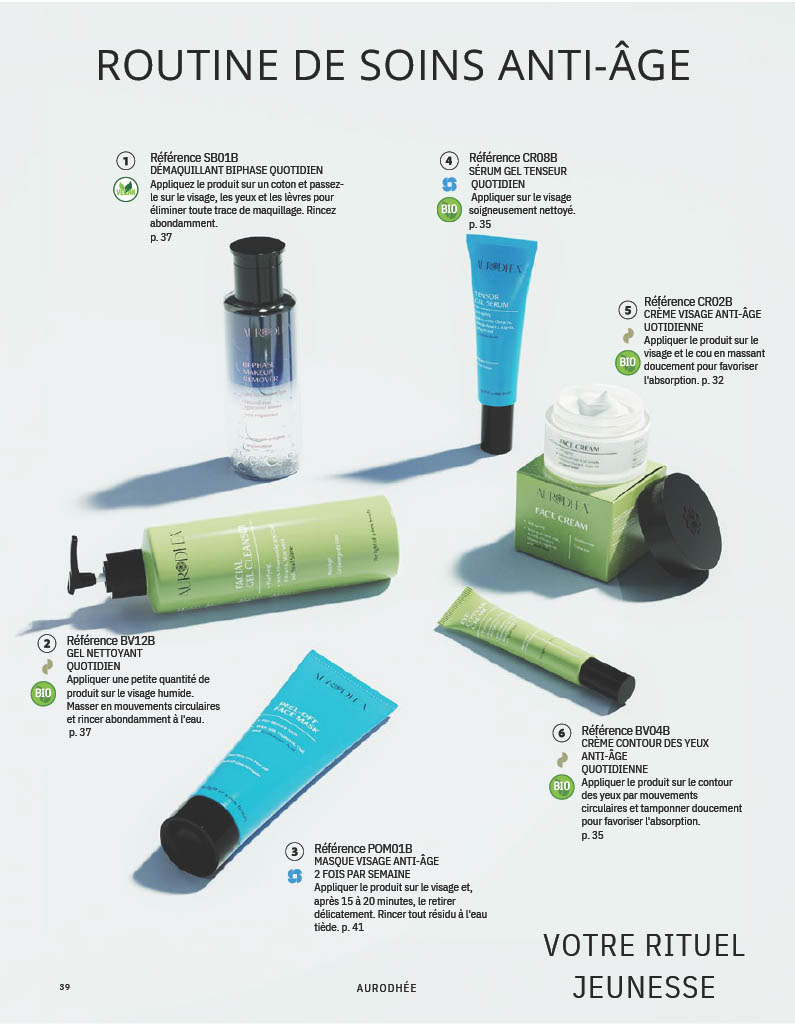 ROUTINE DE SOINS ANTI-ÂGE
1
Référence SB01B
DÉMAQUILLANT BIPHASE QUOTIDIEN
VEGAN
Appliquez le produit sur un coton et passez-
le sur le visage, les yeux et les lèvres pour
éliminer toute trace de maquillage. Rincez
abondamment.
p. 37
4
Référence CR08B
SÉRUM GEL TENSEUR
QUOTIDIEN
BIO
Appliquer sur le visage
soigneusement nettoyé.
p. 35
5
Référence CR02B
CRÈME VISAGE ANTI-ÂGE
UOTIDIENNE
BIO
Appliquer le produit sur le
visage et le cou en massant
doucement pour favoriser
l'absorption. p. 32
BI-PHASE
MAKEUP
REMOVER
TENSOR
GEL SERUM
FACE CREAM
FACE CREAM
FACIAL
GEL CLEANSER
2
Référence BV12B
GEL NETTOYANT
QUOTIDIEN
BIO
Appliquer une petite quantité de
produit sur le visage humide.
Masser en mouvements circulaires
et rincer abondamment à l'eau.
p. 37
PEEL-OFF
FACE MASK
6
Référence BV04B
CRÈME CONTOUR DES YEUX
ANTI-ÂGE
QUOTIDIENNE
BIO
Appliquer le produit sur le contour
des yeux par mouvements
circulaires et tamponner doucement
pour favoriser l'absorption.
p. 35
3
Référence POM01B
MASQUE VISAGE ANTI-ÂGE
2 FOIS PAR SEMAINE
Appliquer le produit sur le visage et,
après 15 à 20 minutes, le retirer
délicatement. Rincer tout résidu à l'eau
tiède. p. 41
VOTRE RITUEL
JEUNESSE
39
AURODHÉE